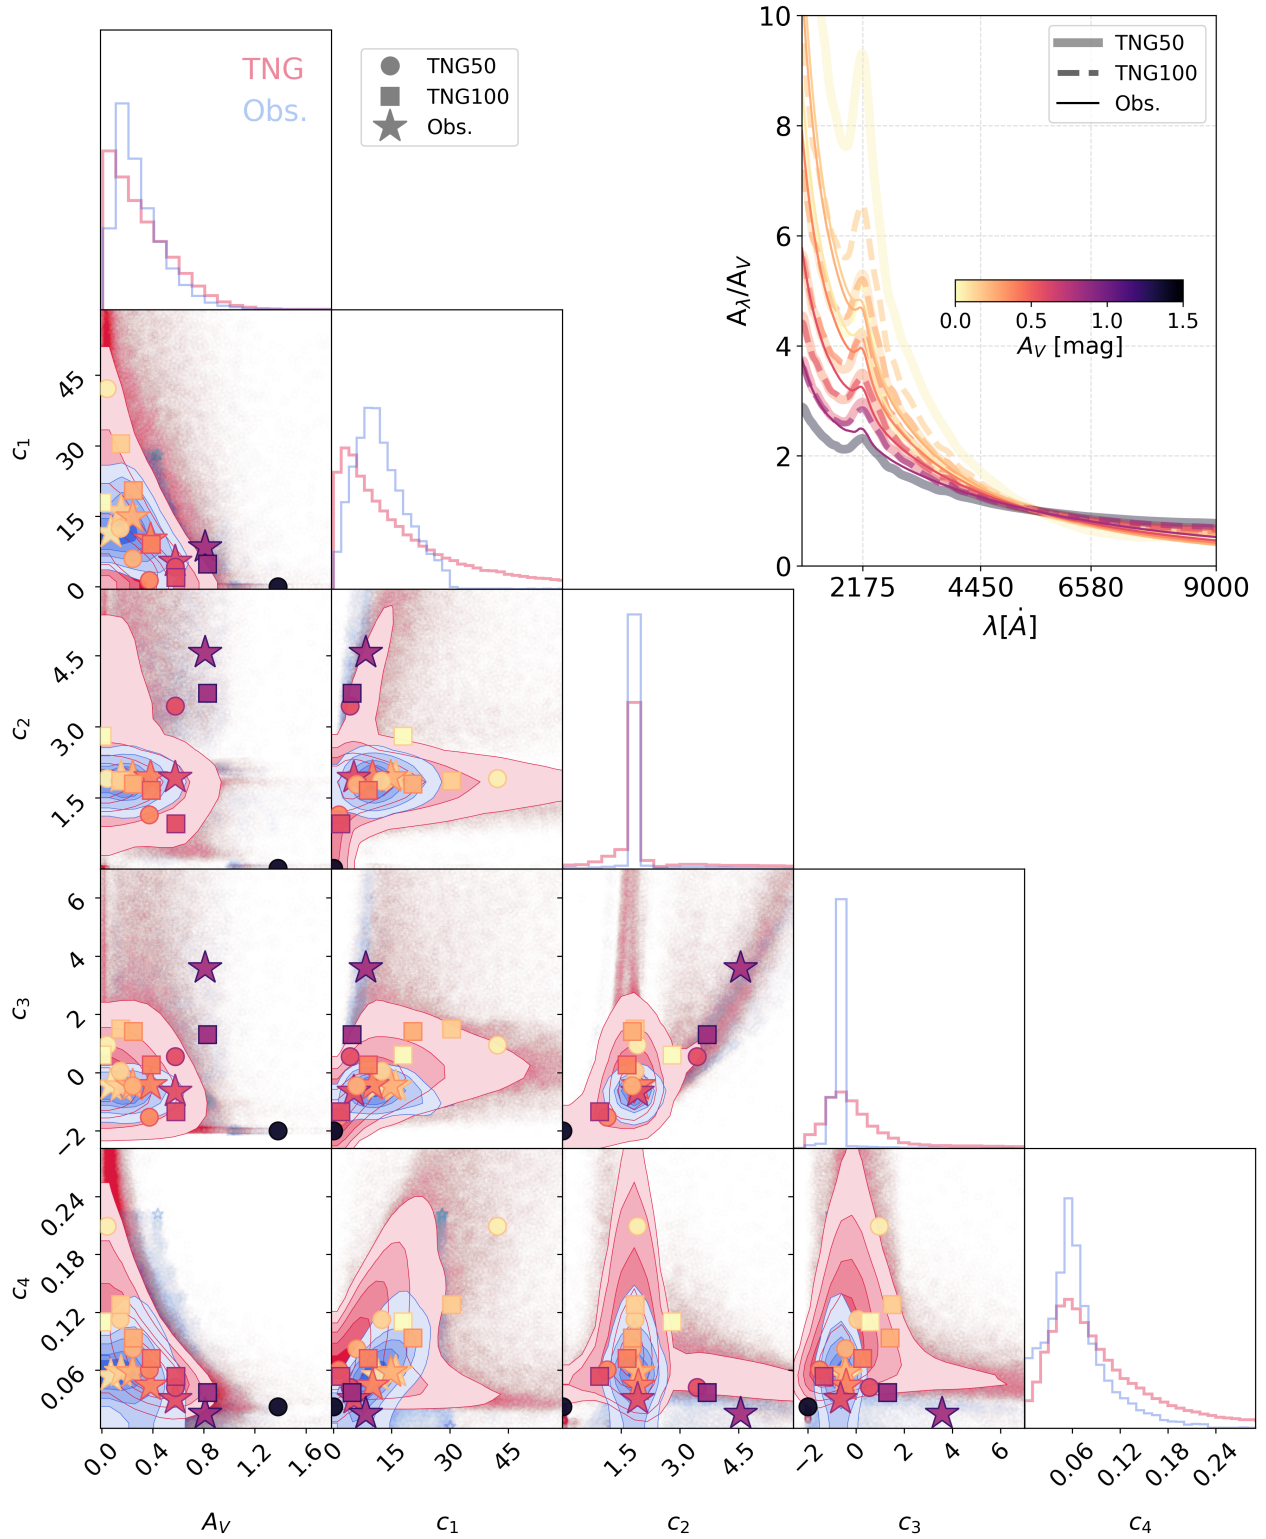 TNG
Obs.
TNG50
TNG100
Obs.
10
8
6
4
2
0
A_λ/A_V
TNG50
TNG100
Obs.
0.0 0.5 1.0 1.5
A_V [mag]
2175 4450 6580 9000
λ[Ȧ]
45
30
15
0
c_1
4.5
3.0
1.5
c_2
6
4
2
0
−2
c_3
0.24
0.18
0.12
0.06
c_4
0.0 0.4 0.8 1.2 1.6
0 15 30 45
1.5 3.0 4.5
−2 0 2 4 6
0.06 0.12 0.18 0.24
A_V
c_1
c_2
c_3
c_4